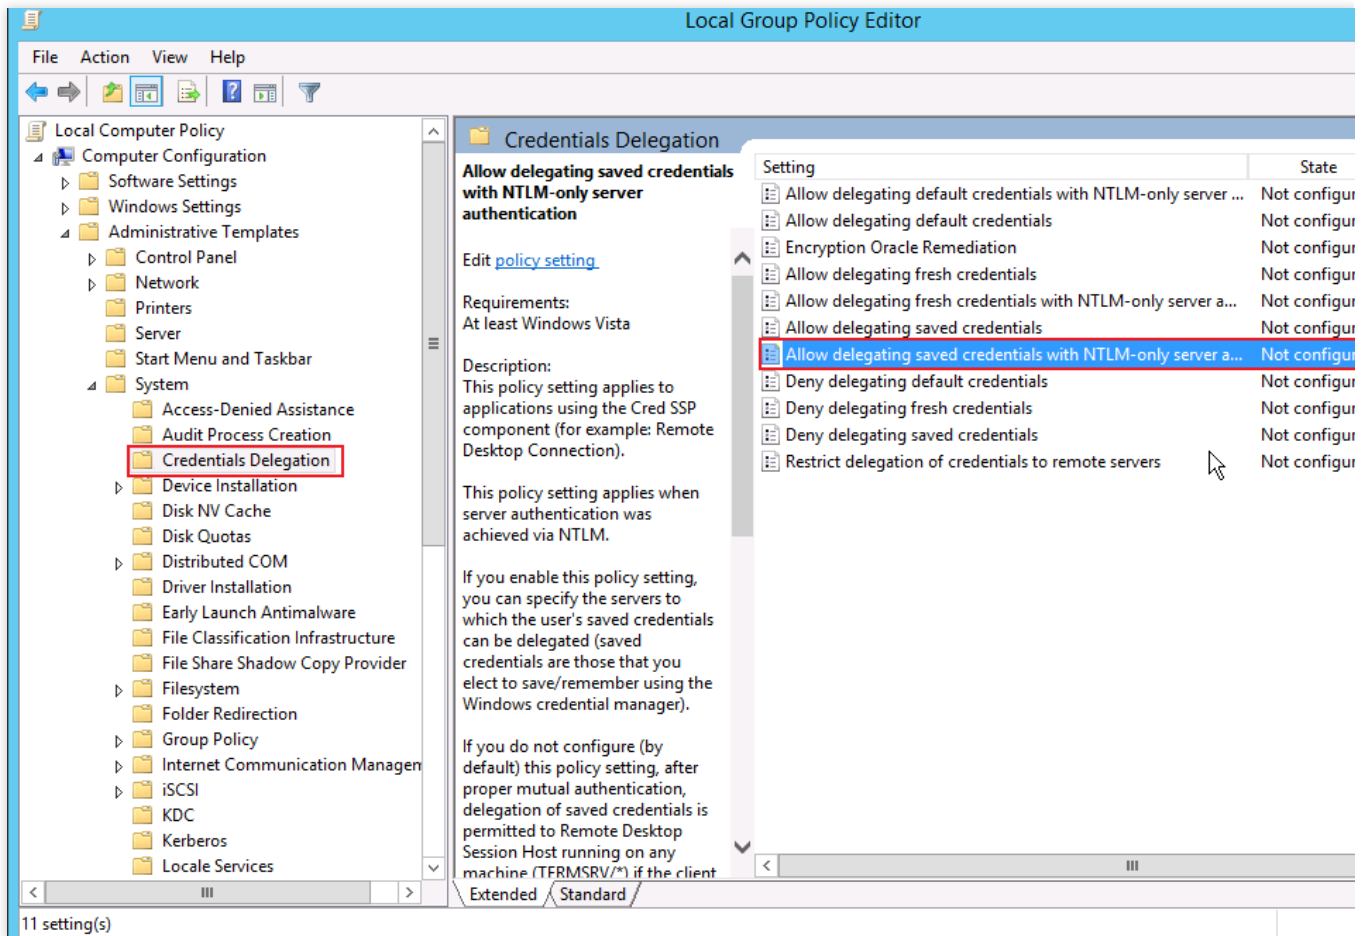 Local Group Policy Editor
File Action View Help
Local Computer Policy
Computer Configuration
Software Settings
Windows Settings
Administrative Templates
Control Panel
Network
Printers
Server
Start Menu and Taskbar
System
Access-Denied Assistance
Audit Process Creation
Credentials Delegation
Device Installation
Disk NV Cache
Disk Quotas
Distributed COM
Driver Installation
Early Launch Antimalware
File Classification Infrastructure
File Share Shadow Copy Provider
Filesystem
Folder Redirection
Group Policy
Internet Communication Managem
iSCSI
KDC
Kerberos
Locale Services
Credentials Delegation
Allow delegating saved credentials
with NTLM-only server
authentication
Edit policy setting
Requirements:
At least Windows Vista
Description:
This policy setting applies to
applications using the Cred SSP
component (for example: Remote
Desktop Connection).
This policy setting applies when
server authentication was
achieved via NTLM.
If you enable this policy setting,
you can specify the servers to
which the user's saved credentials
can be delegated (saved
credentials are those that you
elect to save/remember using the
Windows credential manager).
If you do not configure (by
default) this policy setting, after
proper mutual authentication,
delegation of saved credentials is
permitted to Remote Desktop
Session Host running on any
machine (TERMSRV/*) if the client
Setting State
Allow delegating default credentials with NTLM-only server ... Not configur
Allow delegating default credentials Not configur
Encryption Oracle Remediation Not configur
Allow delegating fresh credentials Not configur
Allow delegating fresh credentials with NTLM-only server a... Not configur
Allow delegating saved credentials Not configur
Allow delegating saved credentials with NTLM-only server a... Not configur
Deny delegating default credentials Not configur
Deny delegating fresh credentials Not configur
Deny delegating saved credentials Not configur
Restrict delegation of credentials to remote servers Not configur
Extended Standard
11 setting(s)